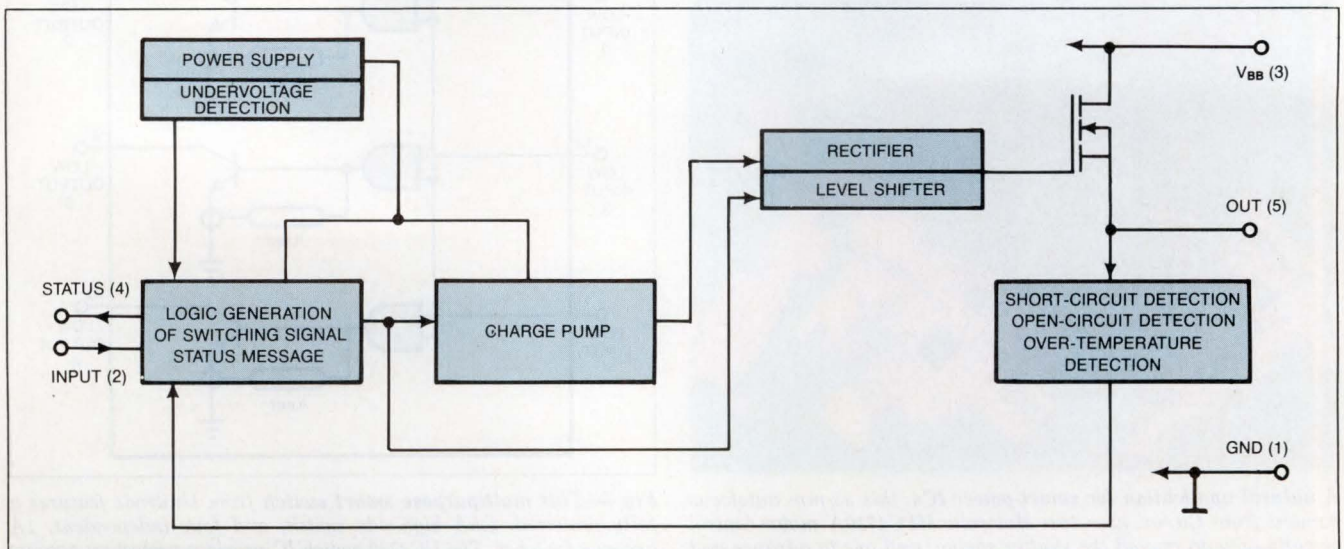 POWER SUPPLY
UNDERVOLTAGE
DETECTION
STATUS (4)
INPUT (2)
LOGIC GENERATION
OF SWITCHING SIGNAL
STATUS MESSAGE
CHARGE PUMP
RECTIFIER
LEVEL SHIFTER
VBB (3)
OUT (5)
SHORT-CIRCUIT DETECTION
OPEN-CIRCUIT DETECTION
OVER-TEMPERATURE
DETECTION
GND (1)